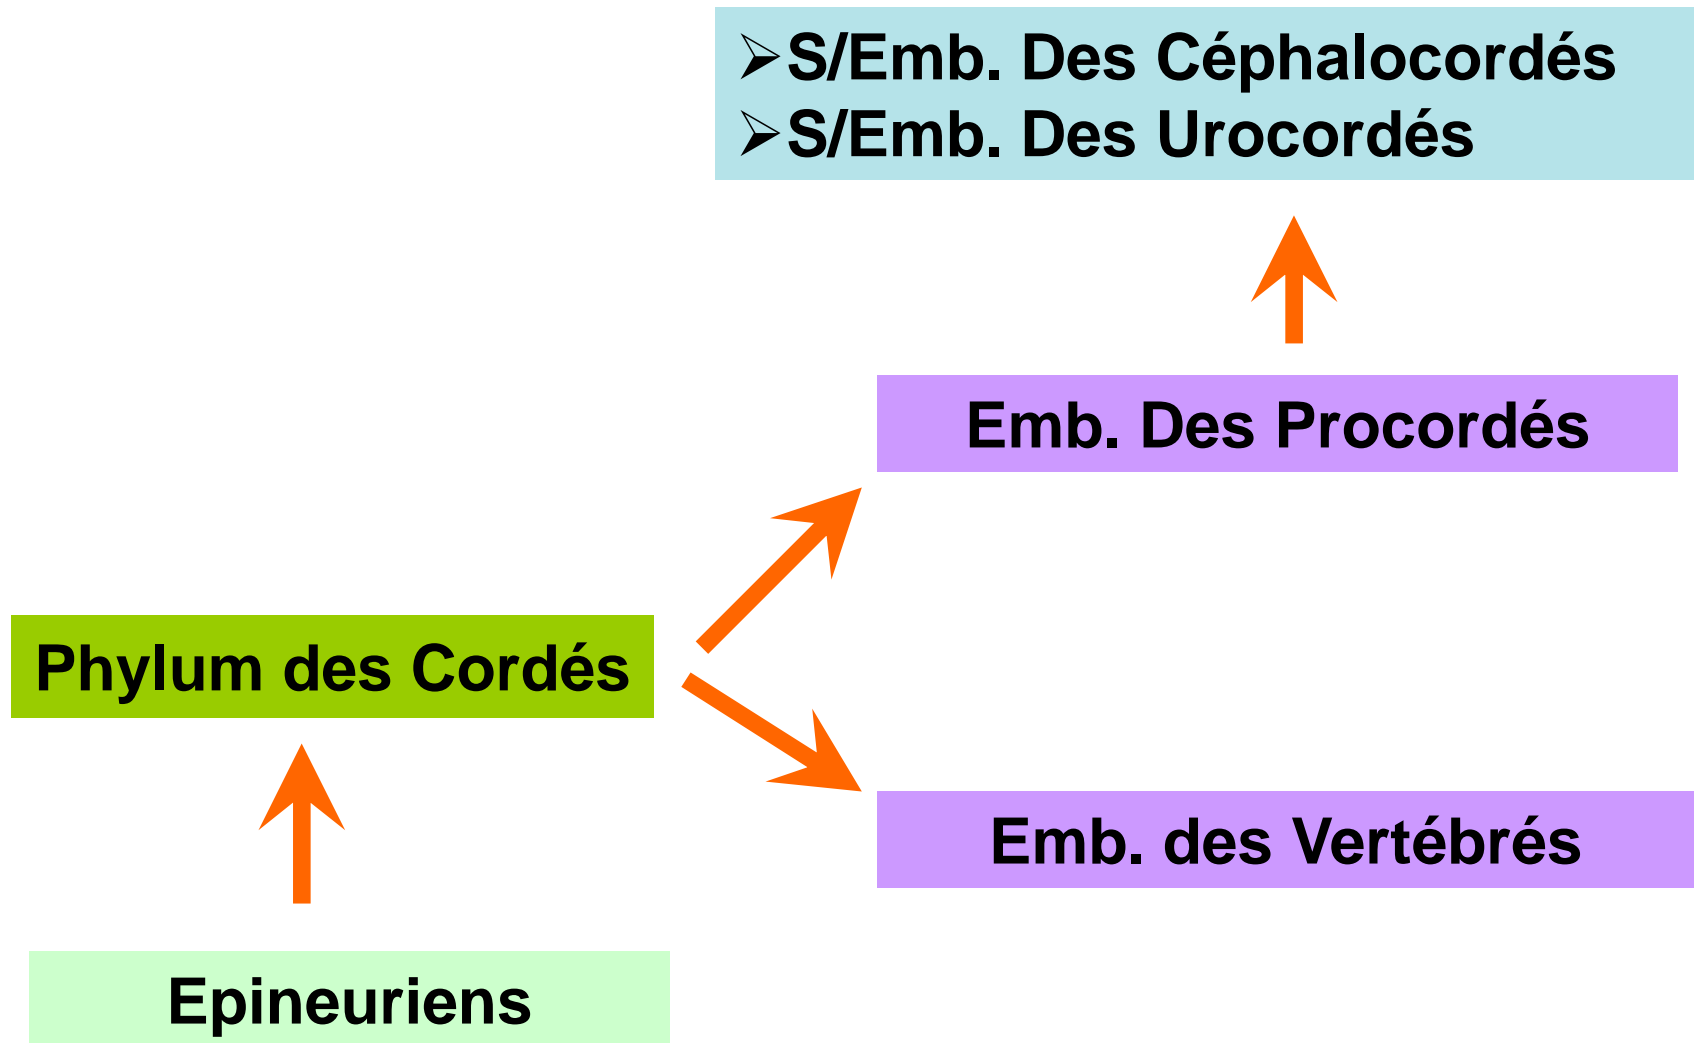 ➢S/Emb. Des Céphalocordés
➢S/Emb. Des Urocordés
Emb. Des Procordés
Phylum des Cordés
Emb. des Vertébrés
Epineuriens